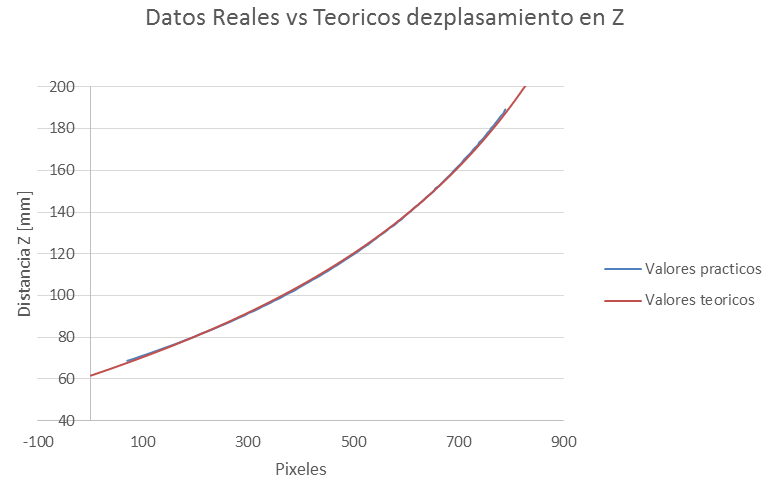 Datos Reales vs Teoricos dezplasamiento en Z
200
180
160
140
120
100
80
60
40
-100 100 300 500 700 900
Distancia Z [mm]
Pixeles
Valores practicos
Valores teoricos